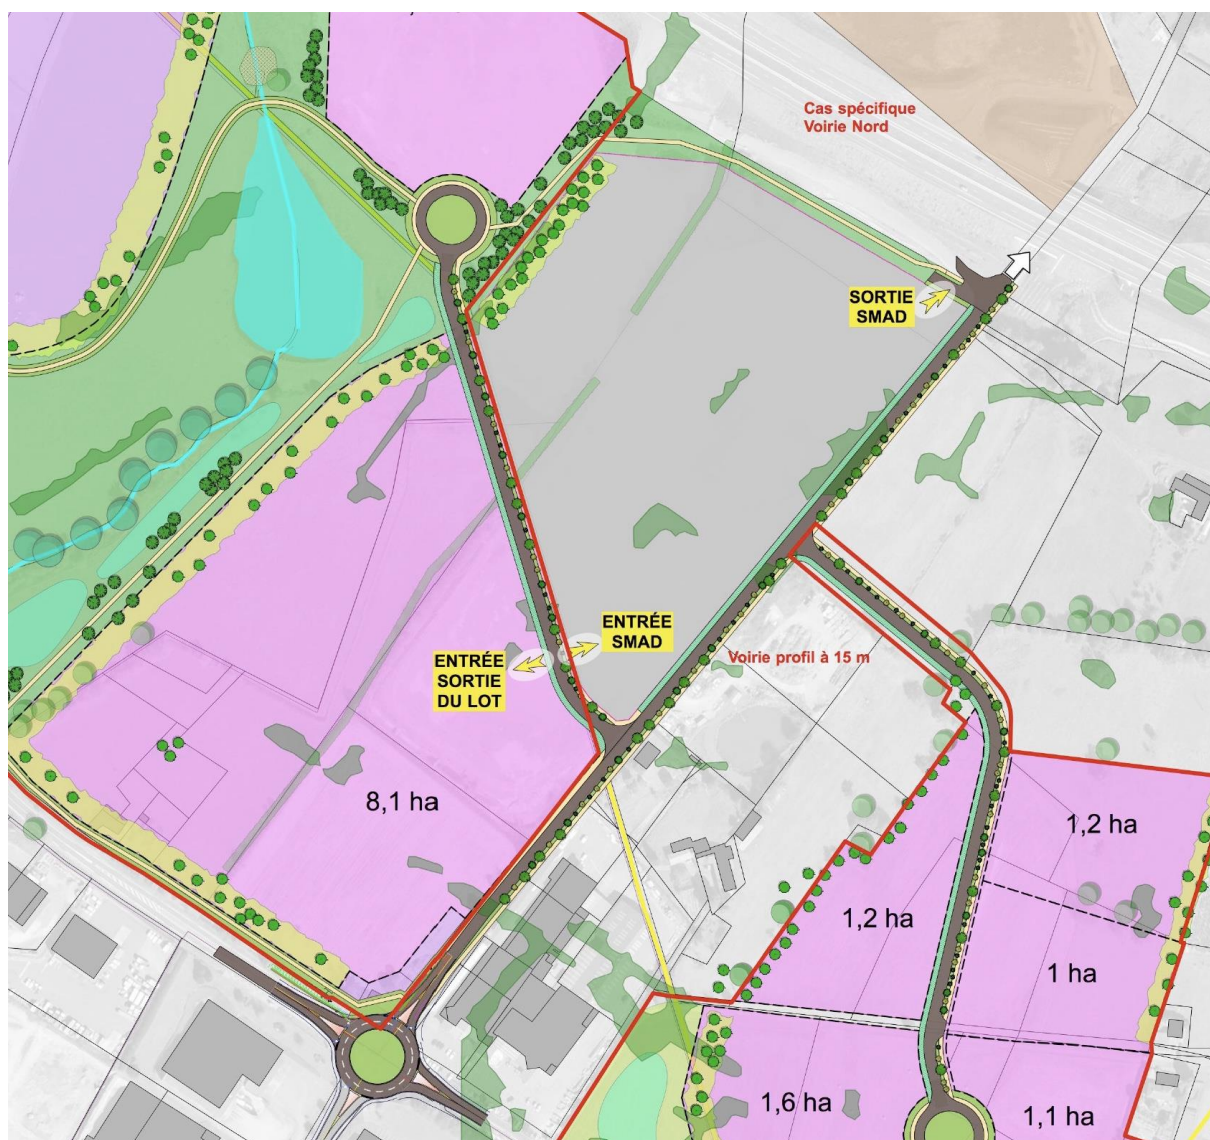 Cas spécifique
Voirie Nord
SORTIE
SMAD
ENTRÉE
SMAD
ENTRÉE
SORTIE
DU LOT
Voirie profil à 15 m
8,1 ha
1,2 ha
1,2 ha
1 ha
1,6 ha
1,1 ha